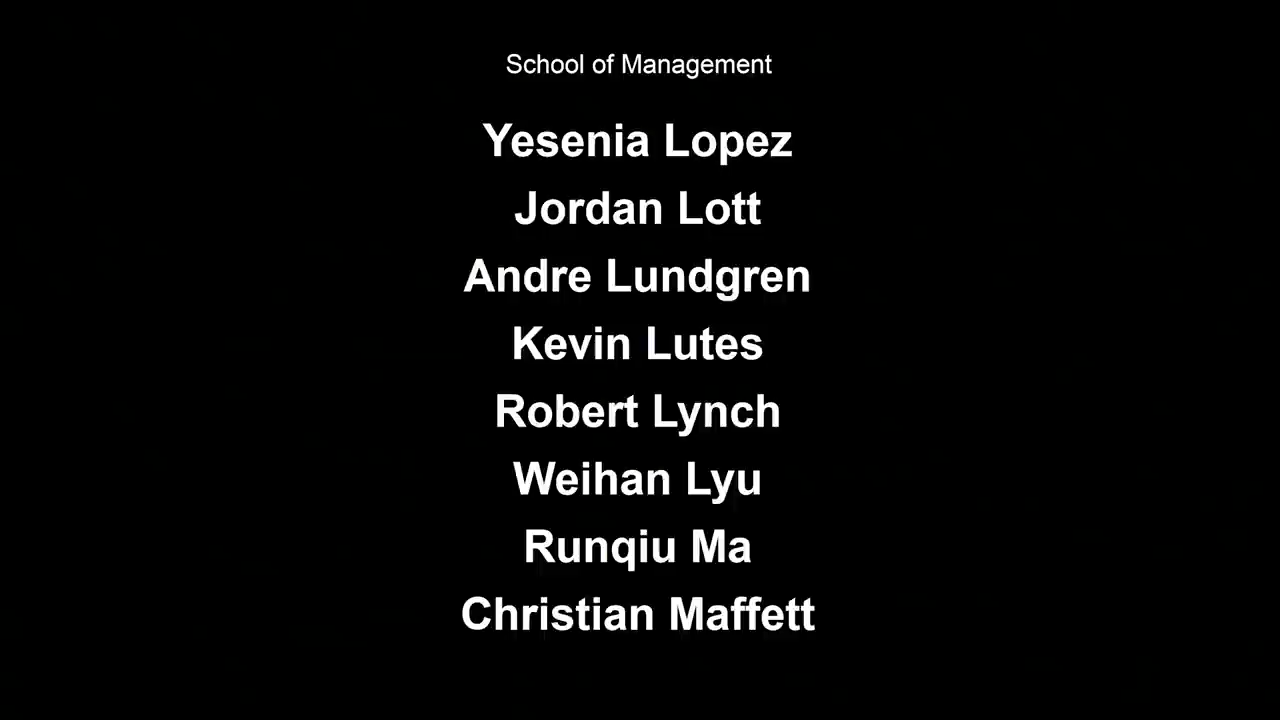 School of Management
Yesenia Lopez
Jordan Lott
Andre Lundgren
Kevin Lutes
Robert Lynch
Weihan Lyu
Runqiu Ma
Christian Maffett